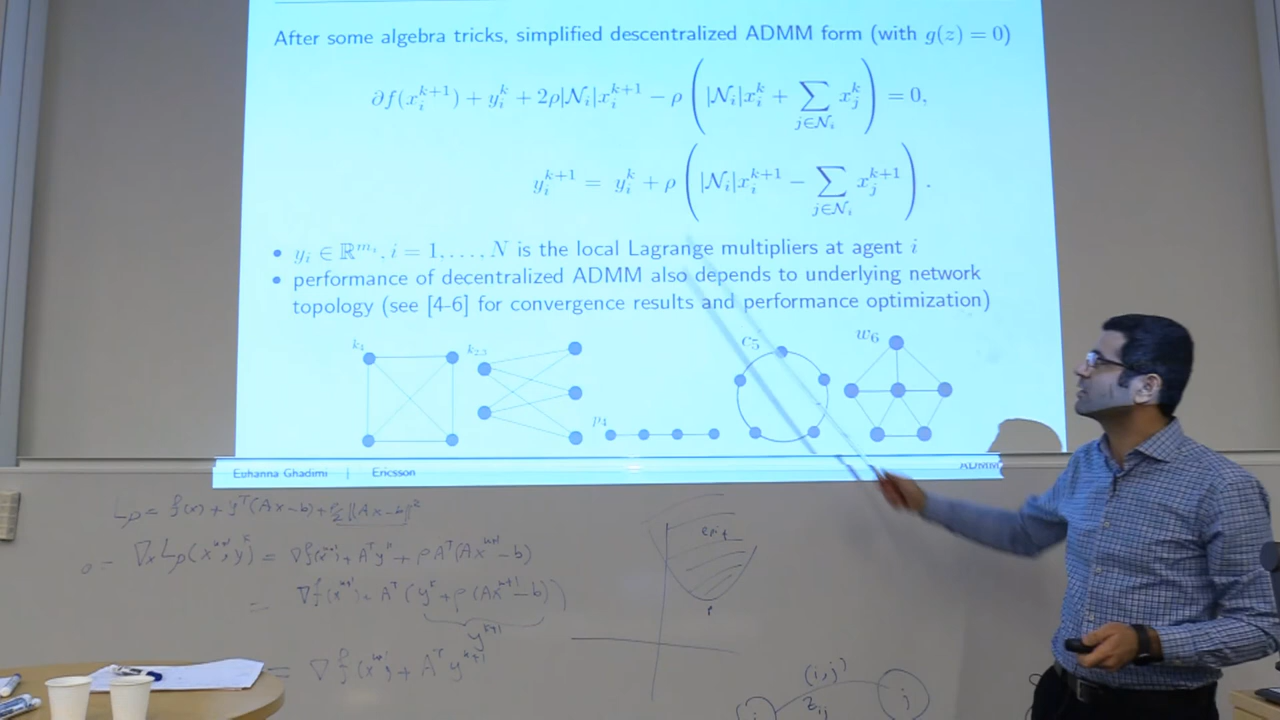 After some algebra tricks, simplified descentralized ADMM form (with g(z) = 0)
∂f(x_i^{k+1}) + y_i^k + 2ρ|𝒩_i|x_i^{k+1} − ρ ( |𝒩_i|x_i^k + ∑_{j∈𝒩_i} x_j^k ) = 0,
y_i^{k+1} = y_i^k + ρ ( |𝒩_i|x_i^{k+1} − ∑_{j∈𝒩_i} x_j^{k+1} ) .
• y_i ∈ ℝ^{m_i}, i = 1, . . . , N is the local Lagrange multipliers at agent i
• performance of decentralized ADMM also depends to underlying network
topology (see [4-6] for convergence results and performance optimization)
k_4 k_{2,3} p_4 c_5 w_6
Euhanna Ghadimi | Ericsson ADMM
L_ρ = f(x) + y^T(Ax−b) + ρ/2 ‖Ax−b‖²
0 = ∇_x L_ρ(x^{k+1}, y^k) = ∇f(x^{k+1}) + A^T y^k + ρ A^T(Ax^{k+1} − b)
= ∇f(x^{k+1}) + A^T ( y^k + ρ (Ax^{k+1} − b) )
y^{k+1}
= ∇f(x^{k+1}) + A^T y^{k+1}
epi
(i,j)
i z_{ij} j